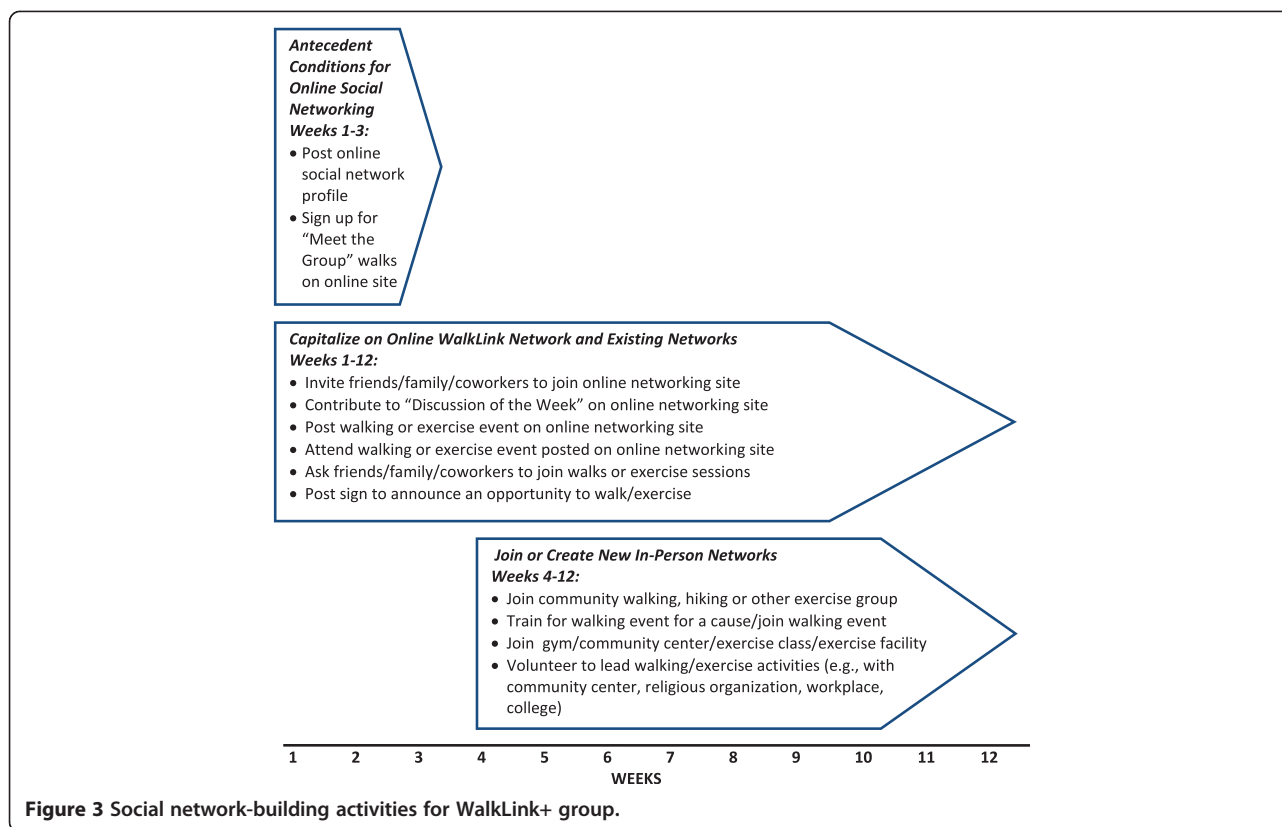 Antecedent
Conditions for
Online Social
Networking
Weeks 1-3:
• Post online
social network
profile
• Sign up for
“Meet the
Group” walks
on online site
Capitalize on Online WalkLink Network and Existing Networks
Weeks 1-12:
• Invite friends/family/coworkers to join online networking site
• Contribute to “Discussion of the Week” on online networking site
• Post walking or exercise event on online networking site
• Attend walking or exercise event posted on online networking site
• Ask friends/family/coworkers to join walks or exercise sessions
• Post sign to announce an opportunity to walk/exercise
Join or Create New In-Person Networks
Weeks 4-12:
• Join community walking, hiking or other exercise group
• Train for walking event for a cause/join walking event
• Join gym/community center/exercise class/exercise facility
• Volunteer to lead walking/exercise activities (e.g., with
community center, religious organization, workplace,
college)
1 2 3 4 5 6 7 8 9 10 11 12
WEEKS
Figure 3 Social network-building activities for WalkLink+ group.